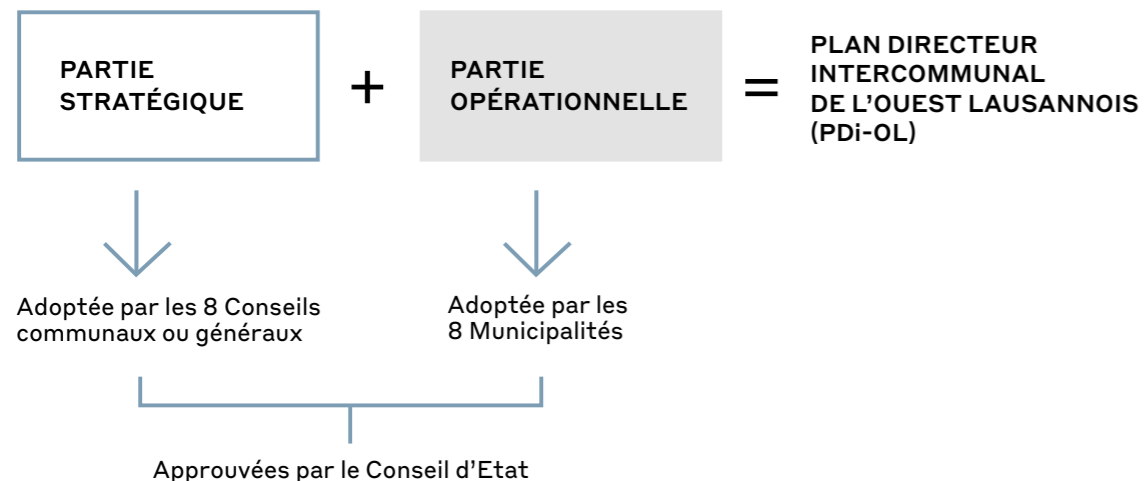 PARTIE
STRATÉGIQUE
+
PARTIE
OPÉRATIONNELLE
=
PLAN DIRECTEUR
INTERCOMMUNAL
DE L'OUEST LAUSANNOIS
(PDi-OL)
Adoptée par les 8 Conseils
communaux ou généraux
Adoptée par les
8 Municipalités
Approuvées par le Conseil d'Etat